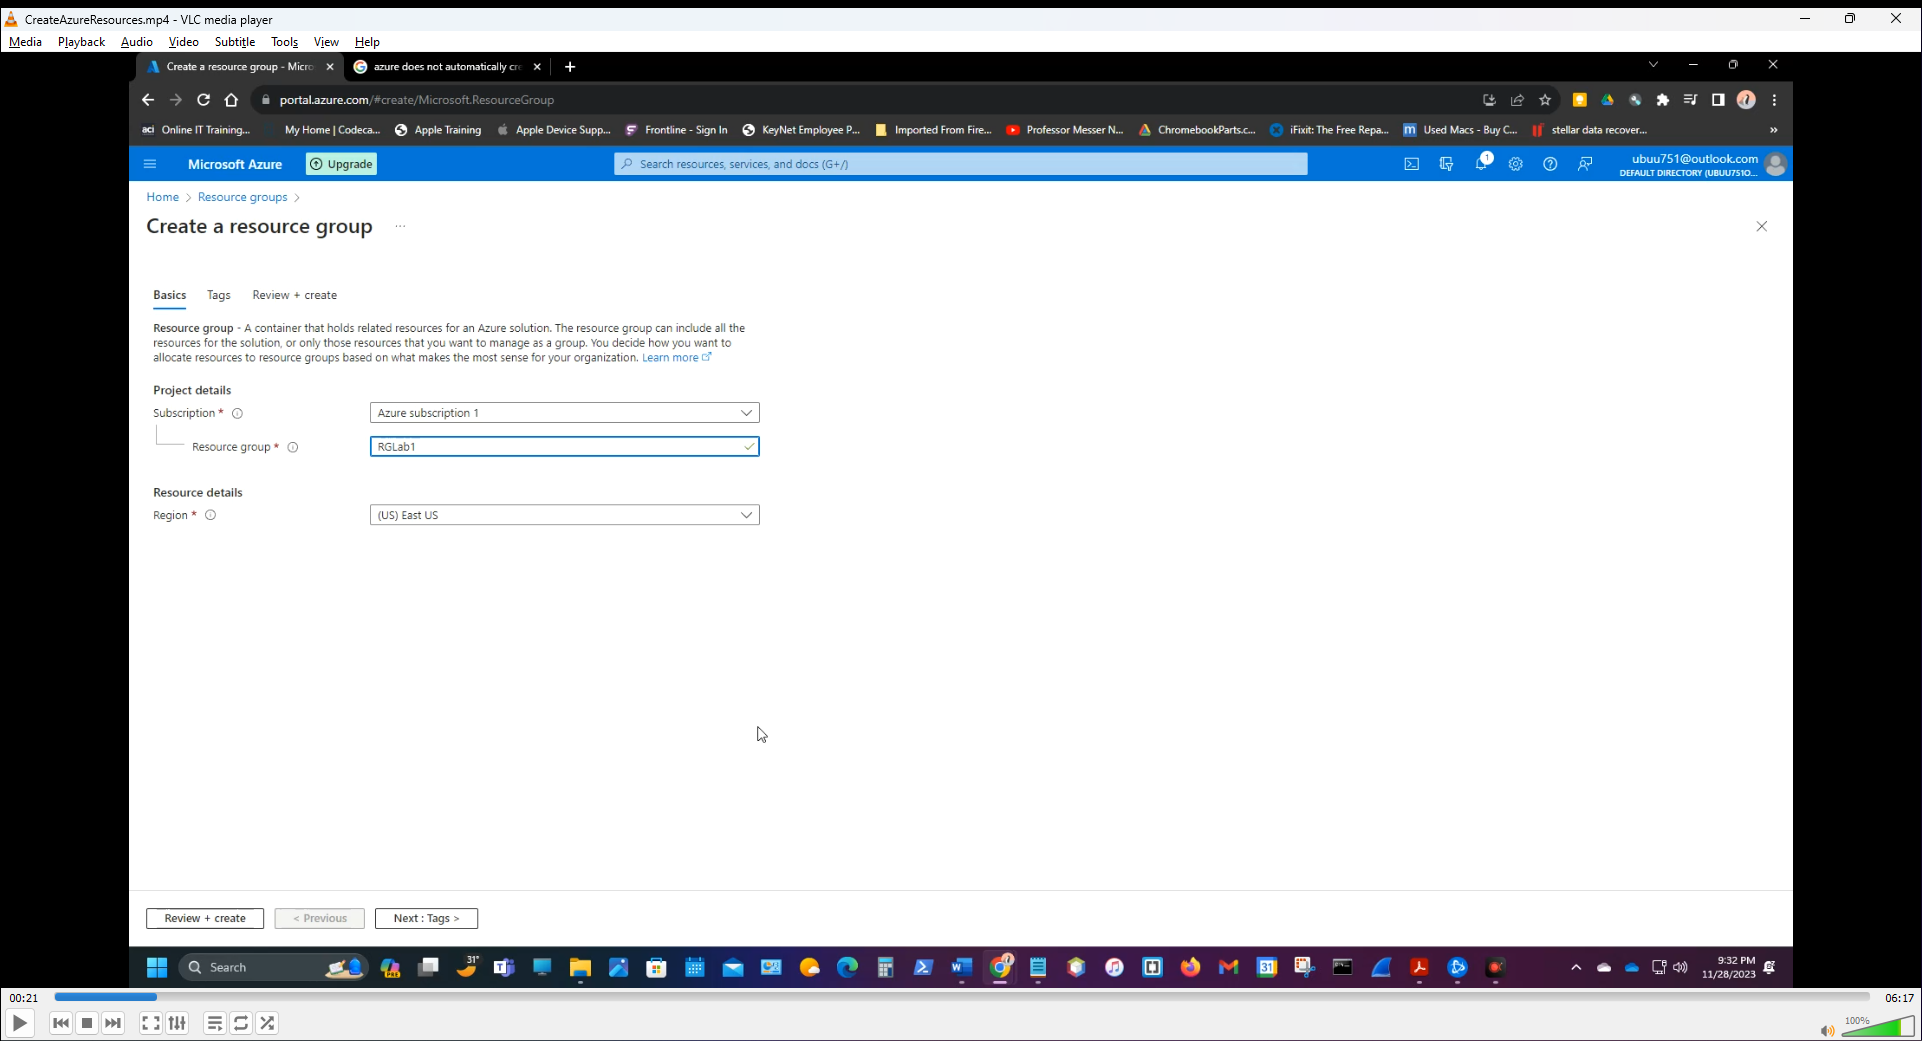 CreateAzureResources.mp4 - VLC media player
Media Playback Audio Video Subtitle Tools View Help
Create a resource group - Micro azure does not automatically cre
portal.azure.com/#create/Microsoft.ResourceGroup
aci Online IT Training... My Home | Codeca... Apple Training Apple Device Supp... Frontline - Sign In KeyNet Employee P... Imported From Fire... Professor Messer N... ChromebookParts.c... iFixit: The Free Repa... m Used Macs - Buy C... stellar data recover... »
Microsoft Azure Upgrade Search resources, services, and docs (G+/) 1 ubuu751@outlook.com
DEFAULT DIRECTORY (UBUU751O...
Home > Resource groups >
Create a resource group ...
Basics Tags Review + create
Resource group - A container that holds related resources for an Azure solution. The resource group can include all the
resources for the solution, or only those resources that you want to manage as a group. You decide how you want to
allocate resources to resource groups based on what makes the most sense for your organization. Learn more
Project details
Subscription * Azure subscription 1
Resource group * RGLab1
Resource details
Region * (US) East US
Review + create < Previous Next : Tags >
Search PRE 31° 31 9:32 PM
11/28/2023
00:21 06:17
100%